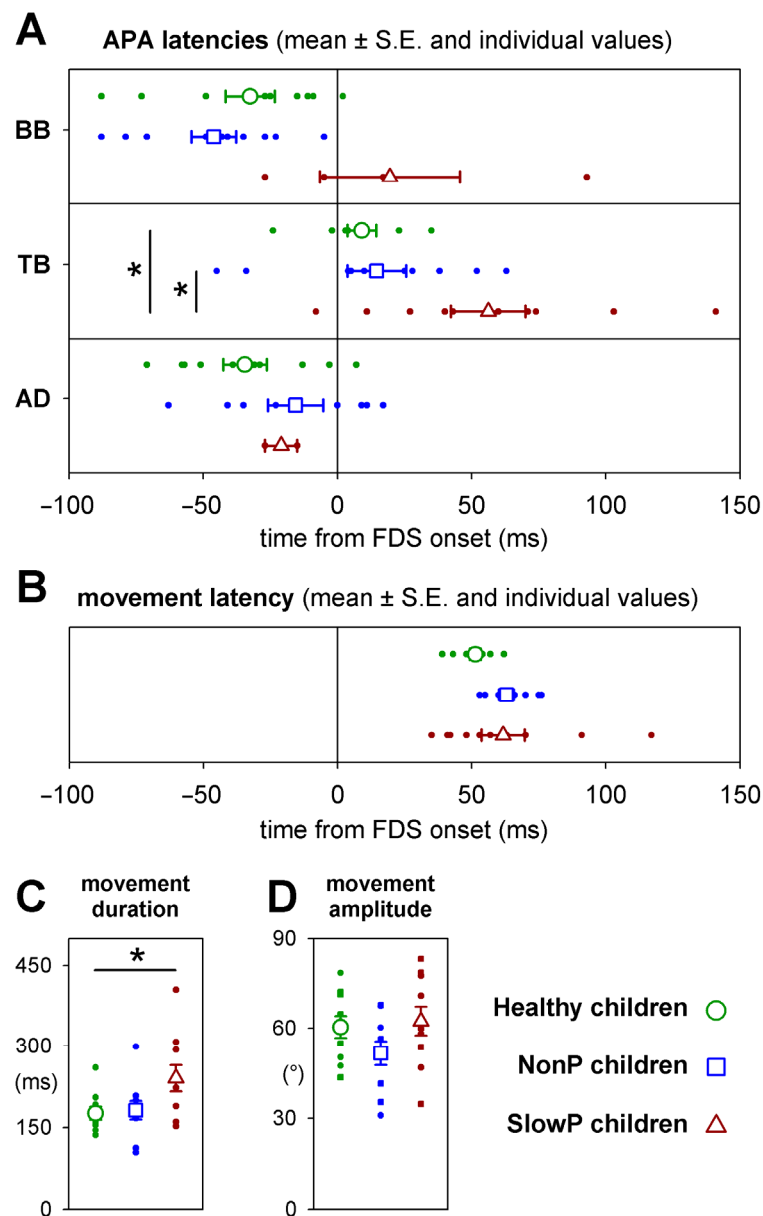 A
APA latencies (mean ± S.E. and individual values)
BB
TB
*
*
AD
−100 −50 0 50 100 150
time from FDS onset (ms)
B
movement latency (mean ± S.E. and individual values)
−100 −50 0 50 100 150
time from FDS onset (ms)
C
movement
duration
450
300
(ms)
150
0
*
D
movement
amplitude
90
60
(°)
30
0
Healthy children
NonP children
SlowP children